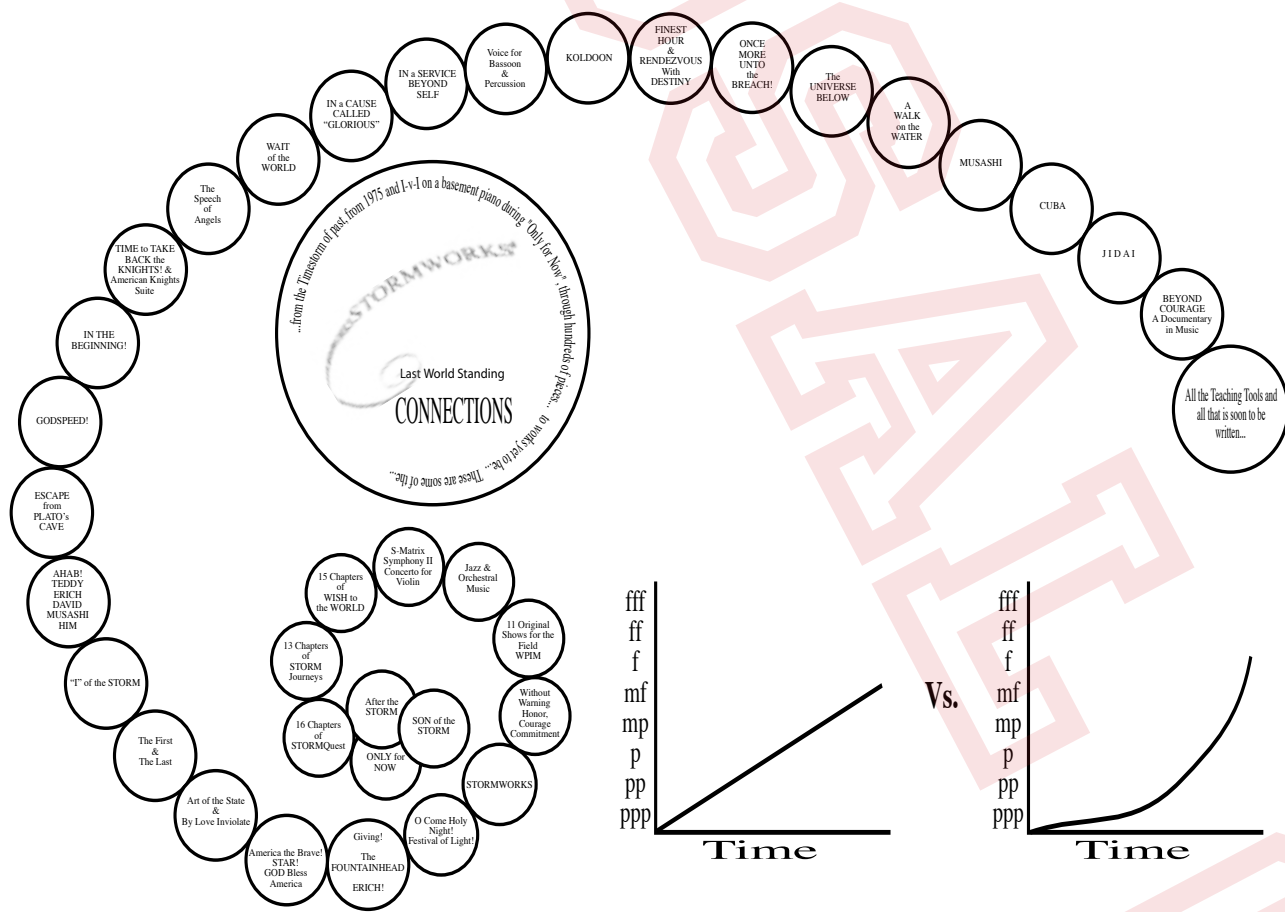 FINEST
HOUR
&
RENDEZVOUS
With
DESTINY
KOLDOON
Voice for
Bassoon
&
Percussion
IN a SERVICE
BEYOND
SELF
IN a CAUSE
CALLED
“GLORIOUS”
WAIT
of the
WORLD
The
Speech
of
Angels
TIME to TAKE
BACK the
KNIGHTS! &
American Knights
Suite
IN THE
BEGINNING!
GODSPEED!
ESCAPE
from
PLATO’s
CAVE
AHAB!
TEDDY
ERICH
DAVID
MUSASHI
HIM
“I” of the STORM
The First
&
The Last
Art of the State
&
By Love Inviolate
America the Brave!
STAR!
GOD Bless
America
Giving!
The
FOUNTAINHEAD
ERICH!
O Come Holy
Night!
Festival of Light!
STORMWORKS
Without
Warning
Honor,
Courage
Commitment
11 Original
Shows for the
Field
WPIM
Jazz &
Orchestral
Music
S-Matrix
Symphony II
Concerto for
Violin
15 Chapters
of
WISH to
the WORLD
13 Chapters
of
STORM
Journeys
16 Chapters
of
STORMQuest
After the
STORM
SON of the
STORM
ONLY for
NOW
ONCE
MORE
UNTO
the
BREACH!
The
UNIVERSE
BELOW
A
WALK
on the
WATER
MUSASHI
CUBA
J I D A I
BEYOND
COURAGE
A Documentary
in Music
All the Teaching Tools and
all that is soon to be
written...
...from the Timestorm of past, from 1975 and I-v-I on a basement piano during "Only for Now", through hundreds of pieces.... to works yet to be.... These are some of the...
STORMWORKS
Last World Standing
CONNECTIONS
fff
ff
f
mf
mp
p
pp
ppp
Time
Vs.
fff
ff
f
mf
mp
p
pp
ppp
Time